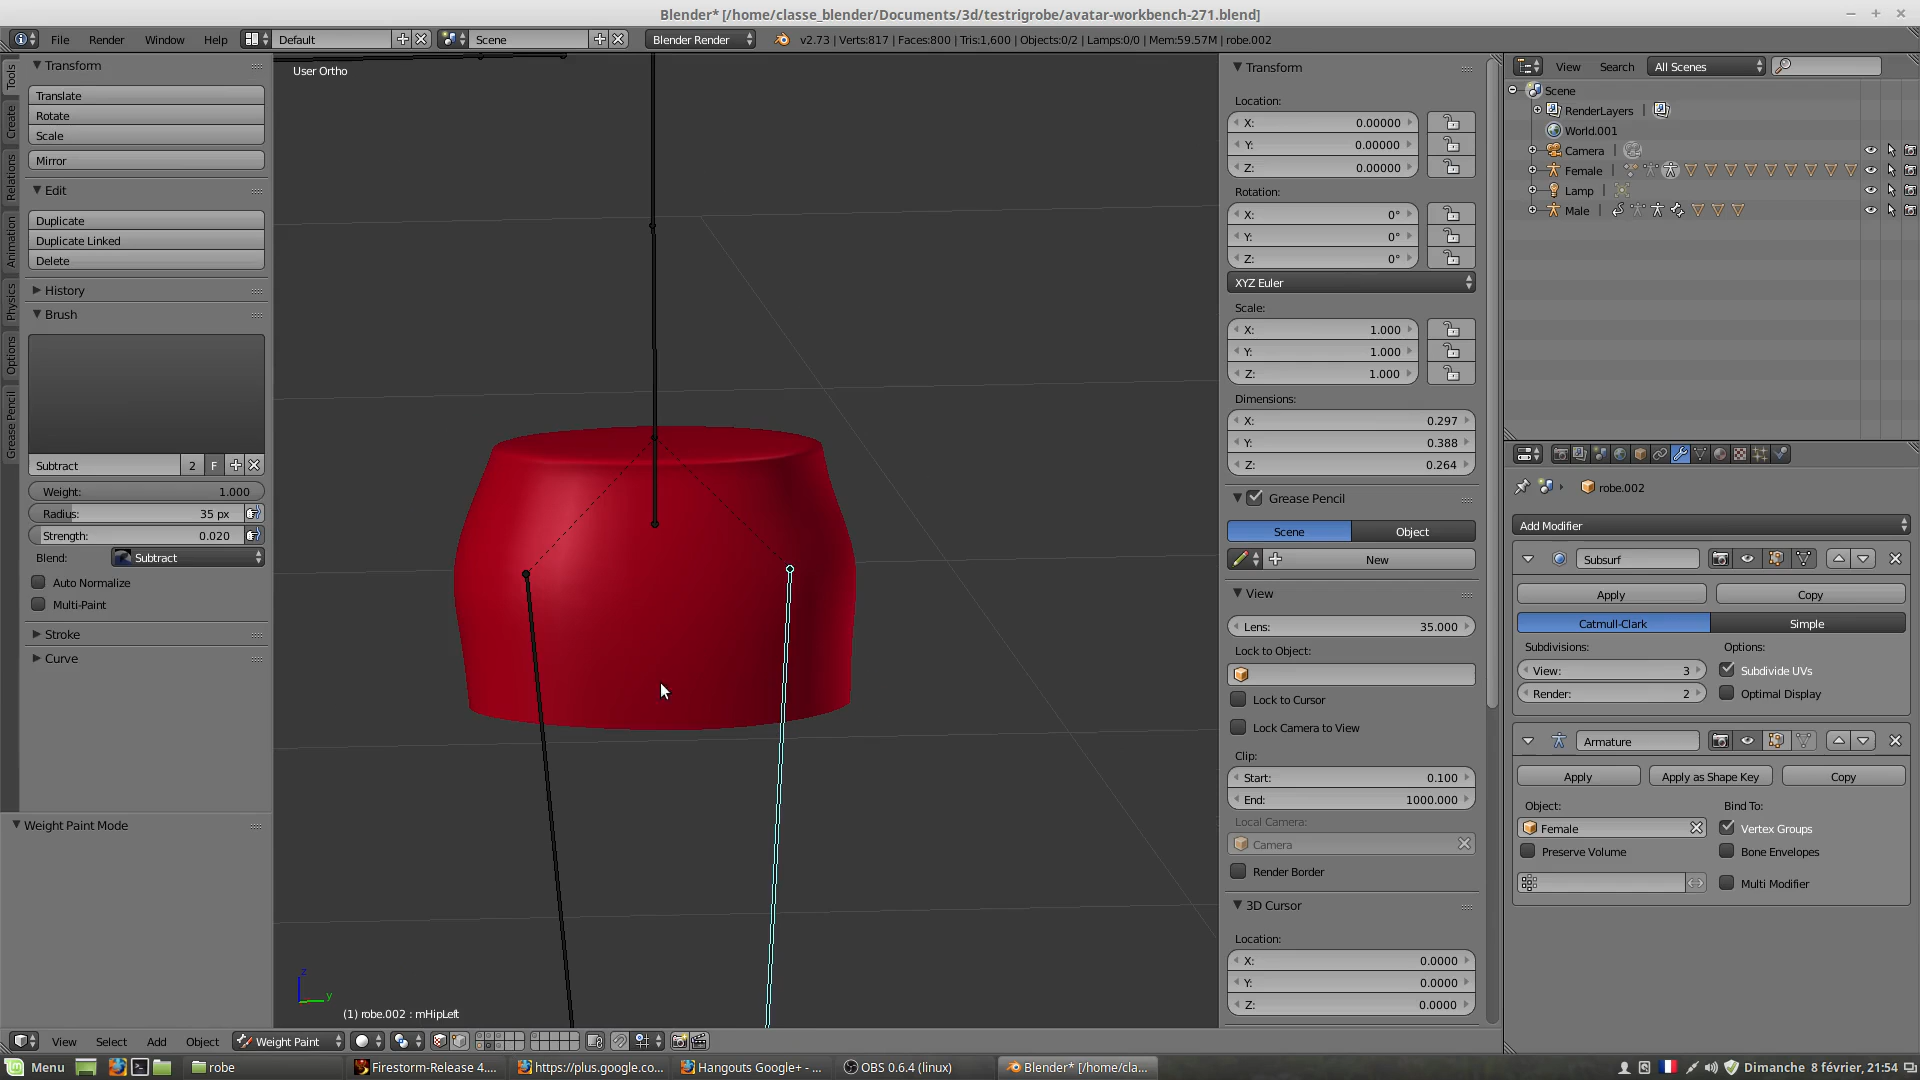 Blender* [/home/classe_blender/Documents/3d/testrigrobe/avatar-workbench-271.blend]
File Render Window Help Default Scene Blender Render v2.73 | Verts:817 | Faces:800 | Tris:1,600 | Objects:0/2 | Lamps:0/0 | Mem:59.57M | robe.002
Tools
Create
Relations
Animation
Physics
Options
Grease Pencil
Transform
Translate
Rotate
Scale
Mirror
Edit
Duplicate
Duplicate Linked
Delete
History
Brush
Subtract 2 F
Weight: 1.000
Radius: 35 px
Strength: 0.020
Blend: Subtract
Auto Normalize
Multi-Paint
Stroke
Curve
Weight Paint Mode
User Ortho
z
y
(1) robe.002 : mHipLeft
View Select Add Object Weight Paint
Transform
Location:
X: 0.00000
Y: 0.00000
Z: 0.00000
Rotation:
X: 0°
Y: 0°
Z: 0°
XYZ Euler
Scale:
X: 1.000
Y: 1.000
Z: 1.000
Dimensions:
X: 0.297
Y: 0.388
Z: 0.264
Grease Pencil
Scene Object
New
View
Lens: 35.000
Lock to Object:
Lock to Cursor
Lock Camera to View
Clip:
Start: 0.100
End: 1000.000
Local Camera:
Camera
Render Border
3D Cursor
Location:
X: 0.0000
Y: 0.0000
Z: 0.0000
View Search All Scenes
Scene
RenderLayers |
World.001
Camera |
Female |
Lamp |
Male |
robe.002
Add Modifier
Subsurf
Apply Copy
Catmull-Clark Simple
Subdivisions: Options:
View: 3 Subdivide UVs
Render: 2 Optimal Display
Armature
Apply Apply as Shape Key Copy
Object: Bind To:
Female Vertex Groups
Preserve Volume Bone Envelopes
Multi Modifier
Menu robe Firestorm-Release 4.... https://plus.google.co... Hangouts Google+ - ... OBS 0.6.4 (linux) Blender* [/home/cla... Dimanche 8 février, 21:54